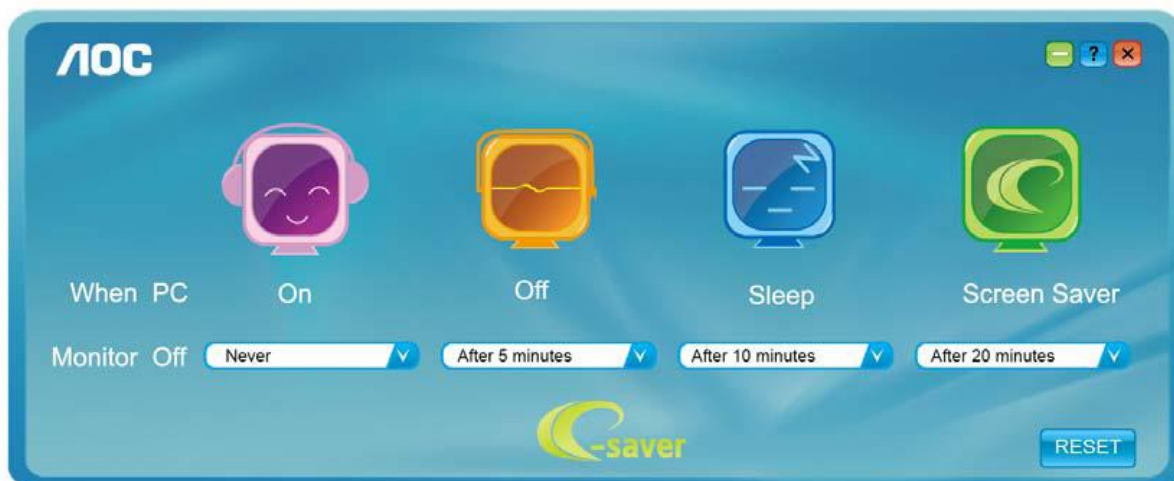 AOC
?
When PC On Off Sleep Screen Saver
Monitor Off Never After 5 minutes After 10 minutes After 20 minutes
e-saver
RESET